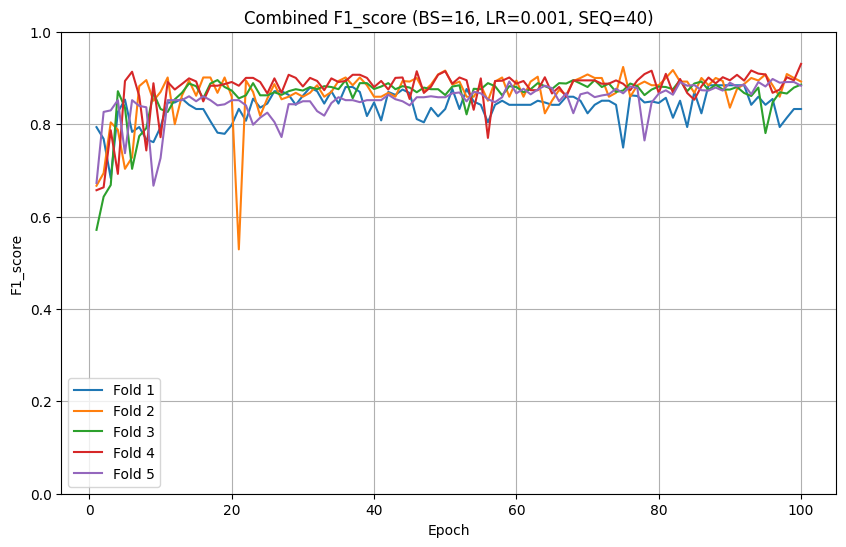 Combined F1_score (BS=16, LR=0.001, SEQ=40)
1.0
0.8
0.6
0.4
0.2
0.0
F1_score
Fold 1
Fold 2
Fold 3
Fold 4
Fold 5
0 20 40 60 80 100
Epoch